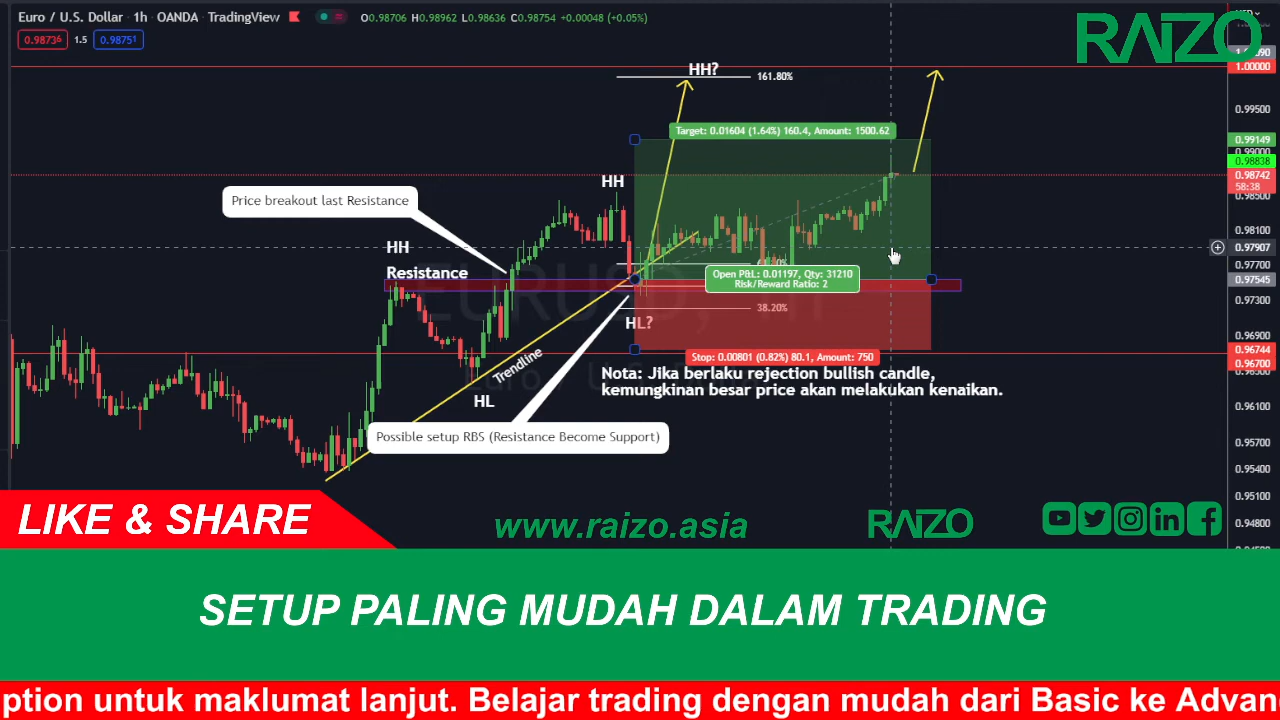 Euro / U.S. Dollar · 1h · OANDA · TradingView
O0.98706 H0.98962 L0.98636 C0.98754 +0.00048 (+0.05%)
0.98736 1.5 0.98751
RAIZO
1.00000
HH?
161.80%
0.99500
Target: 0.01604 (1.64%) 160.4, Amount: 1500.62
0.99149
0.99000
0.98838
0.98742
58:38
0.98500
HH
Price breakout last Resistance
0.98100
HH
0.97907
Resistance
0.97700
0.97545
Open P&L: 0.01197, Qty: 31210
Risk/Reward Ratio: 2
0.97300
38.20%
HL?
0.96900
Trendline
Stop: 0.00801 (0.82%) 80.1, Amount: 750
0.96744
0.96700
0.96500
Nota: Jika berlaku rejection bullish candle,
kemungkinan besar price akan melakukan kenaikan.
HL
0.96100
Possible setup RBS (Resistance Become Support)
0.95700
0.95400
0.95100
0.94800
LIKE & SHARE
www.raizo.asia
RAIZO
SETUP PALING MUDAH DALAM TRADING
ption untuk maklumat lanjut. Belajar trading dengan mudah dari Basic ke Advan